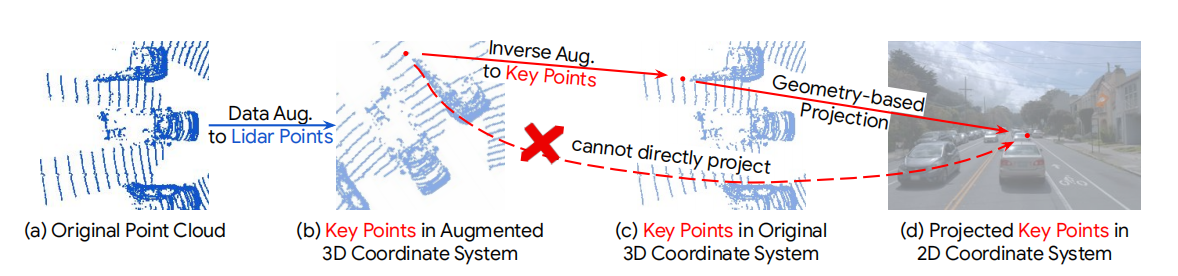 Inverse Aug.
to Key Points
Data Aug.
to Lidar Points
Geometry-based
Projection
cannot directly project
(a) Original Point Cloud
(b) Key Points in Augmented
3D Coordinate System
(c) Key Points in Original
3D Coordinate System
(d) Projected Key Points in
2D Coordinate System